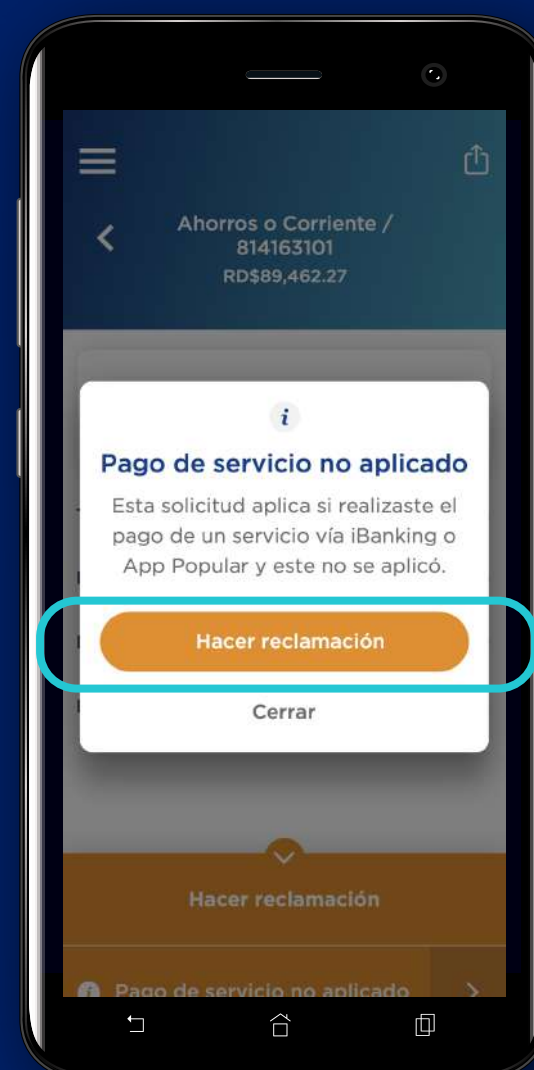 Ahorros o Corriente /
814163101
RD$89,462.27
i
Pago de servicio no aplicado
Esta solicitud aplica si realizaste el
pago de un servicio vía iBanking o
App Popular y este no se aplicó.
Hacer reclamación
Cerrar
Hacer reclamación
i Pago de servicio no aplicado